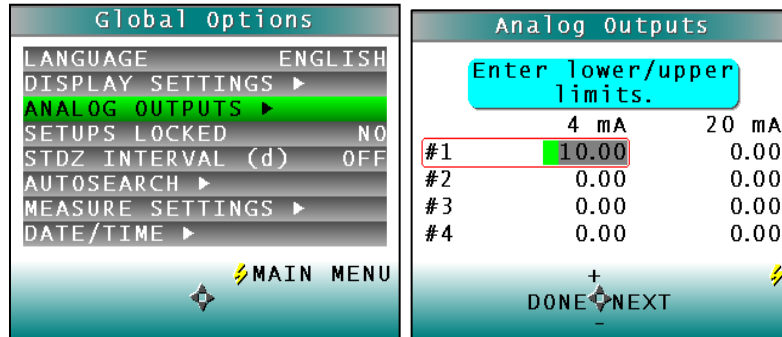 Global Options
LANGUAGE ENGLISH
DISPLAY SETTINGS ▶
ANALOG OUTPUTS ▶
SETUPS LOCKED NO
STDZ INTERVAL (d) OFF
AUTOSEARCH ▶
MEASURE SETTINGS ▶
DATE/TIME ▶
MAIN MENU
Analog Outputs
Enter lower/upper
limits.
4 mA 20 mA
#1 10.00 0.00
#2 0.00 0.00
#3 0.00 0.00
#4 0.00 0.00
+
DONE NEXT
-